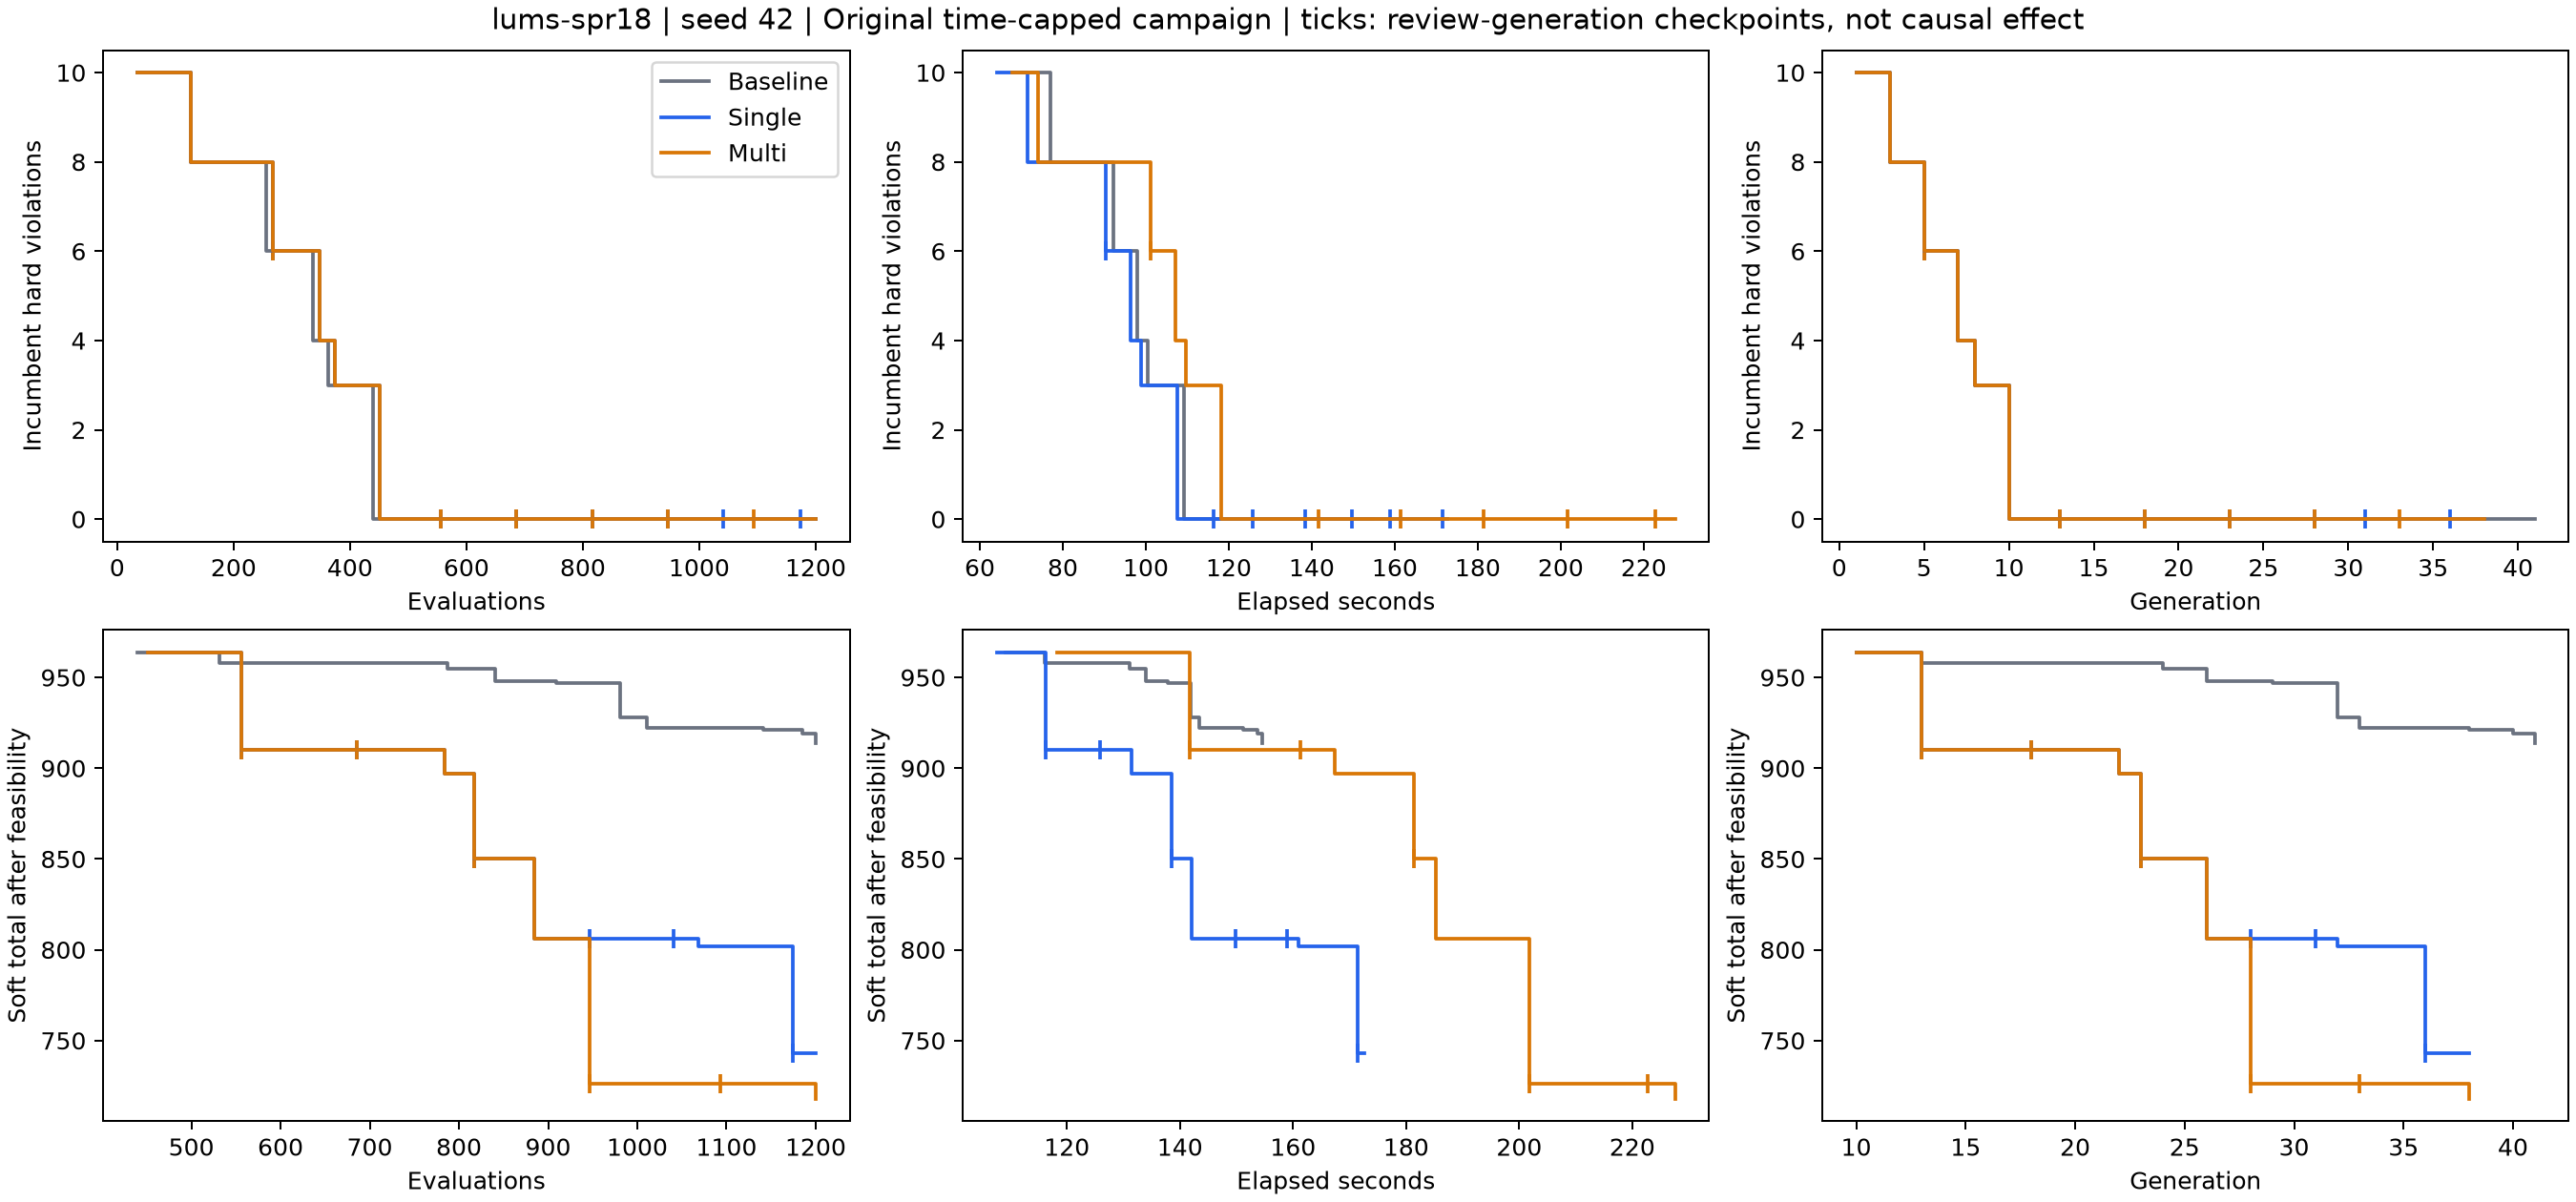 lums-spr18 | seed 42 | Original time-capped campaign | ticks: review-generation checkpoints, not causal effect
Incumbent hard violations
10
8
6
4
2
0
Baseline
Single
Multi
0 200 400 600 800 1000 1200
Evaluations
Incumbent hard violations
10
8
6
4
2
0
60 80 100 120 140 160 180 200 220
Elapsed seconds
Incumbent hard violations
10
8
6
4
2
0
0 5 10 15 20 25 30 35 40
Generation
Soft total after feasibility
950
900
850
800
750
500 600 700 800 900 1000 1100 1200
Evaluations
Soft total after feasibility
950
900
850
800
750
120 140 160 180 200 220
Elapsed seconds
Soft total after feasibility
950
900
850
800
750
10 15 20 25 30 35 40
Generation